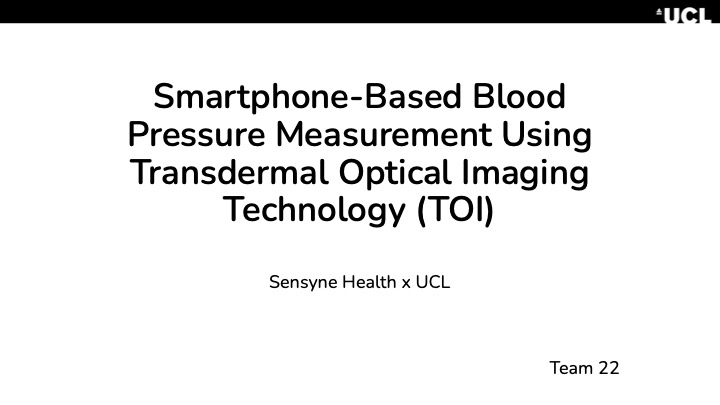 UCL
Smartphone-Based Blood
Pressure Measurement Using
Transdermal Optical Imaging
Technology (TOI)
Sensyne Health x UCL
Team 22